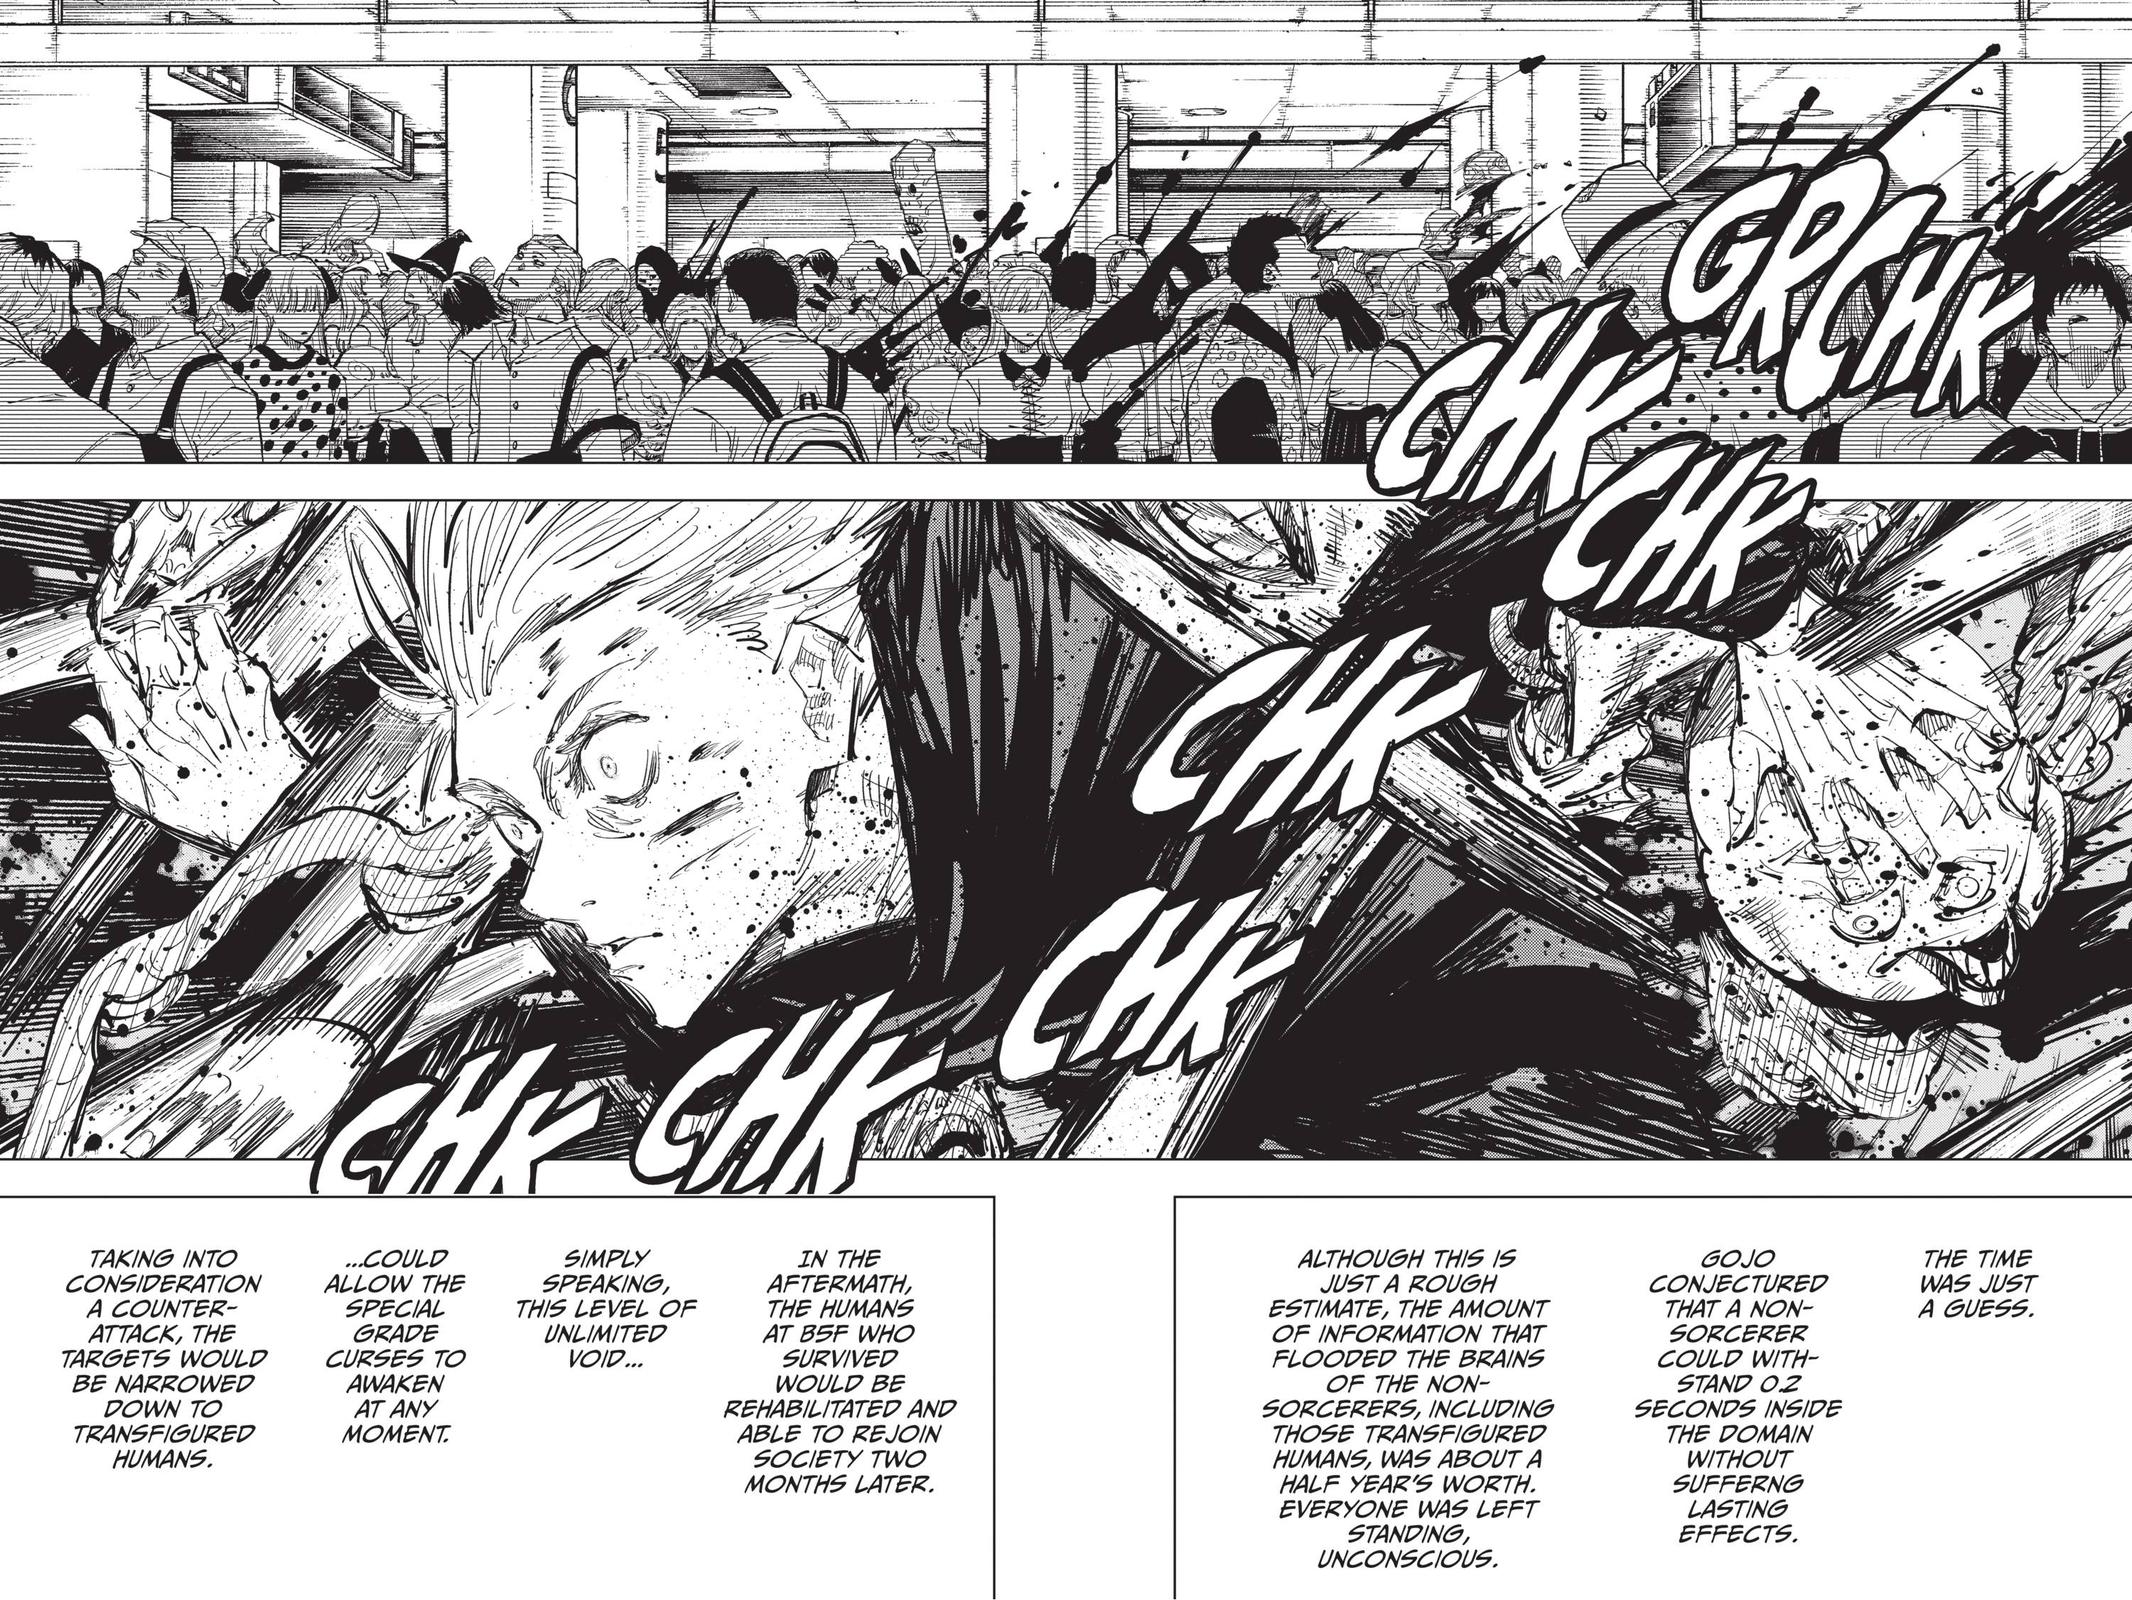 GRCHK
CHK
CHK
CHK
CHK
CHK
CHK
THE TIME
WAS JUST
A GUESS.
GOJO
CONJECTURED
THAT A NON-
SORCERER
COULD WITH-
STAND 0.2
SECONDS INSIDE
THE DOMAIN
WITHOUT
SUFFERNG
LASTING
EFFECTS.
ALTHOUGH THIS IS
JUST A ROUGH
ESTIMATE, THE AMOUNT
OF INFORMATION THAT
FLOODED THE BRAINS
OF THE NON-
SORCERERS, INCLUDING
THOSE TRANSFIGURED
HUMANS, WAS ABOUT A
HALF YEAR'S WORTH.
EVERYONE WAS LEFT
STANDING,
UNCONSCIOUS.
IN THE
AFTERMATH,
THE HUMANS
AT B5F WHO
SURVIVED
WOULD BE
REHABILITATED AND
ABLE TO REJOIN
SOCIETY TWO
MONTHS LATER.
SIMPLY
SPEAKING,
THIS LEVEL OF
UNLIMITED
VOID...
...COULD
ALLOW THE
SPECIAL
GRADE
CURSES TO
AWAKEN
AT ANY
MOMENT.
TAKING INTO
CONSIDERATION
A COUNTER-
ATTACK, THE
TARGETS WOULD
BE NARROWED
DOWN TO
TRANSFIGURED
HUMANS.